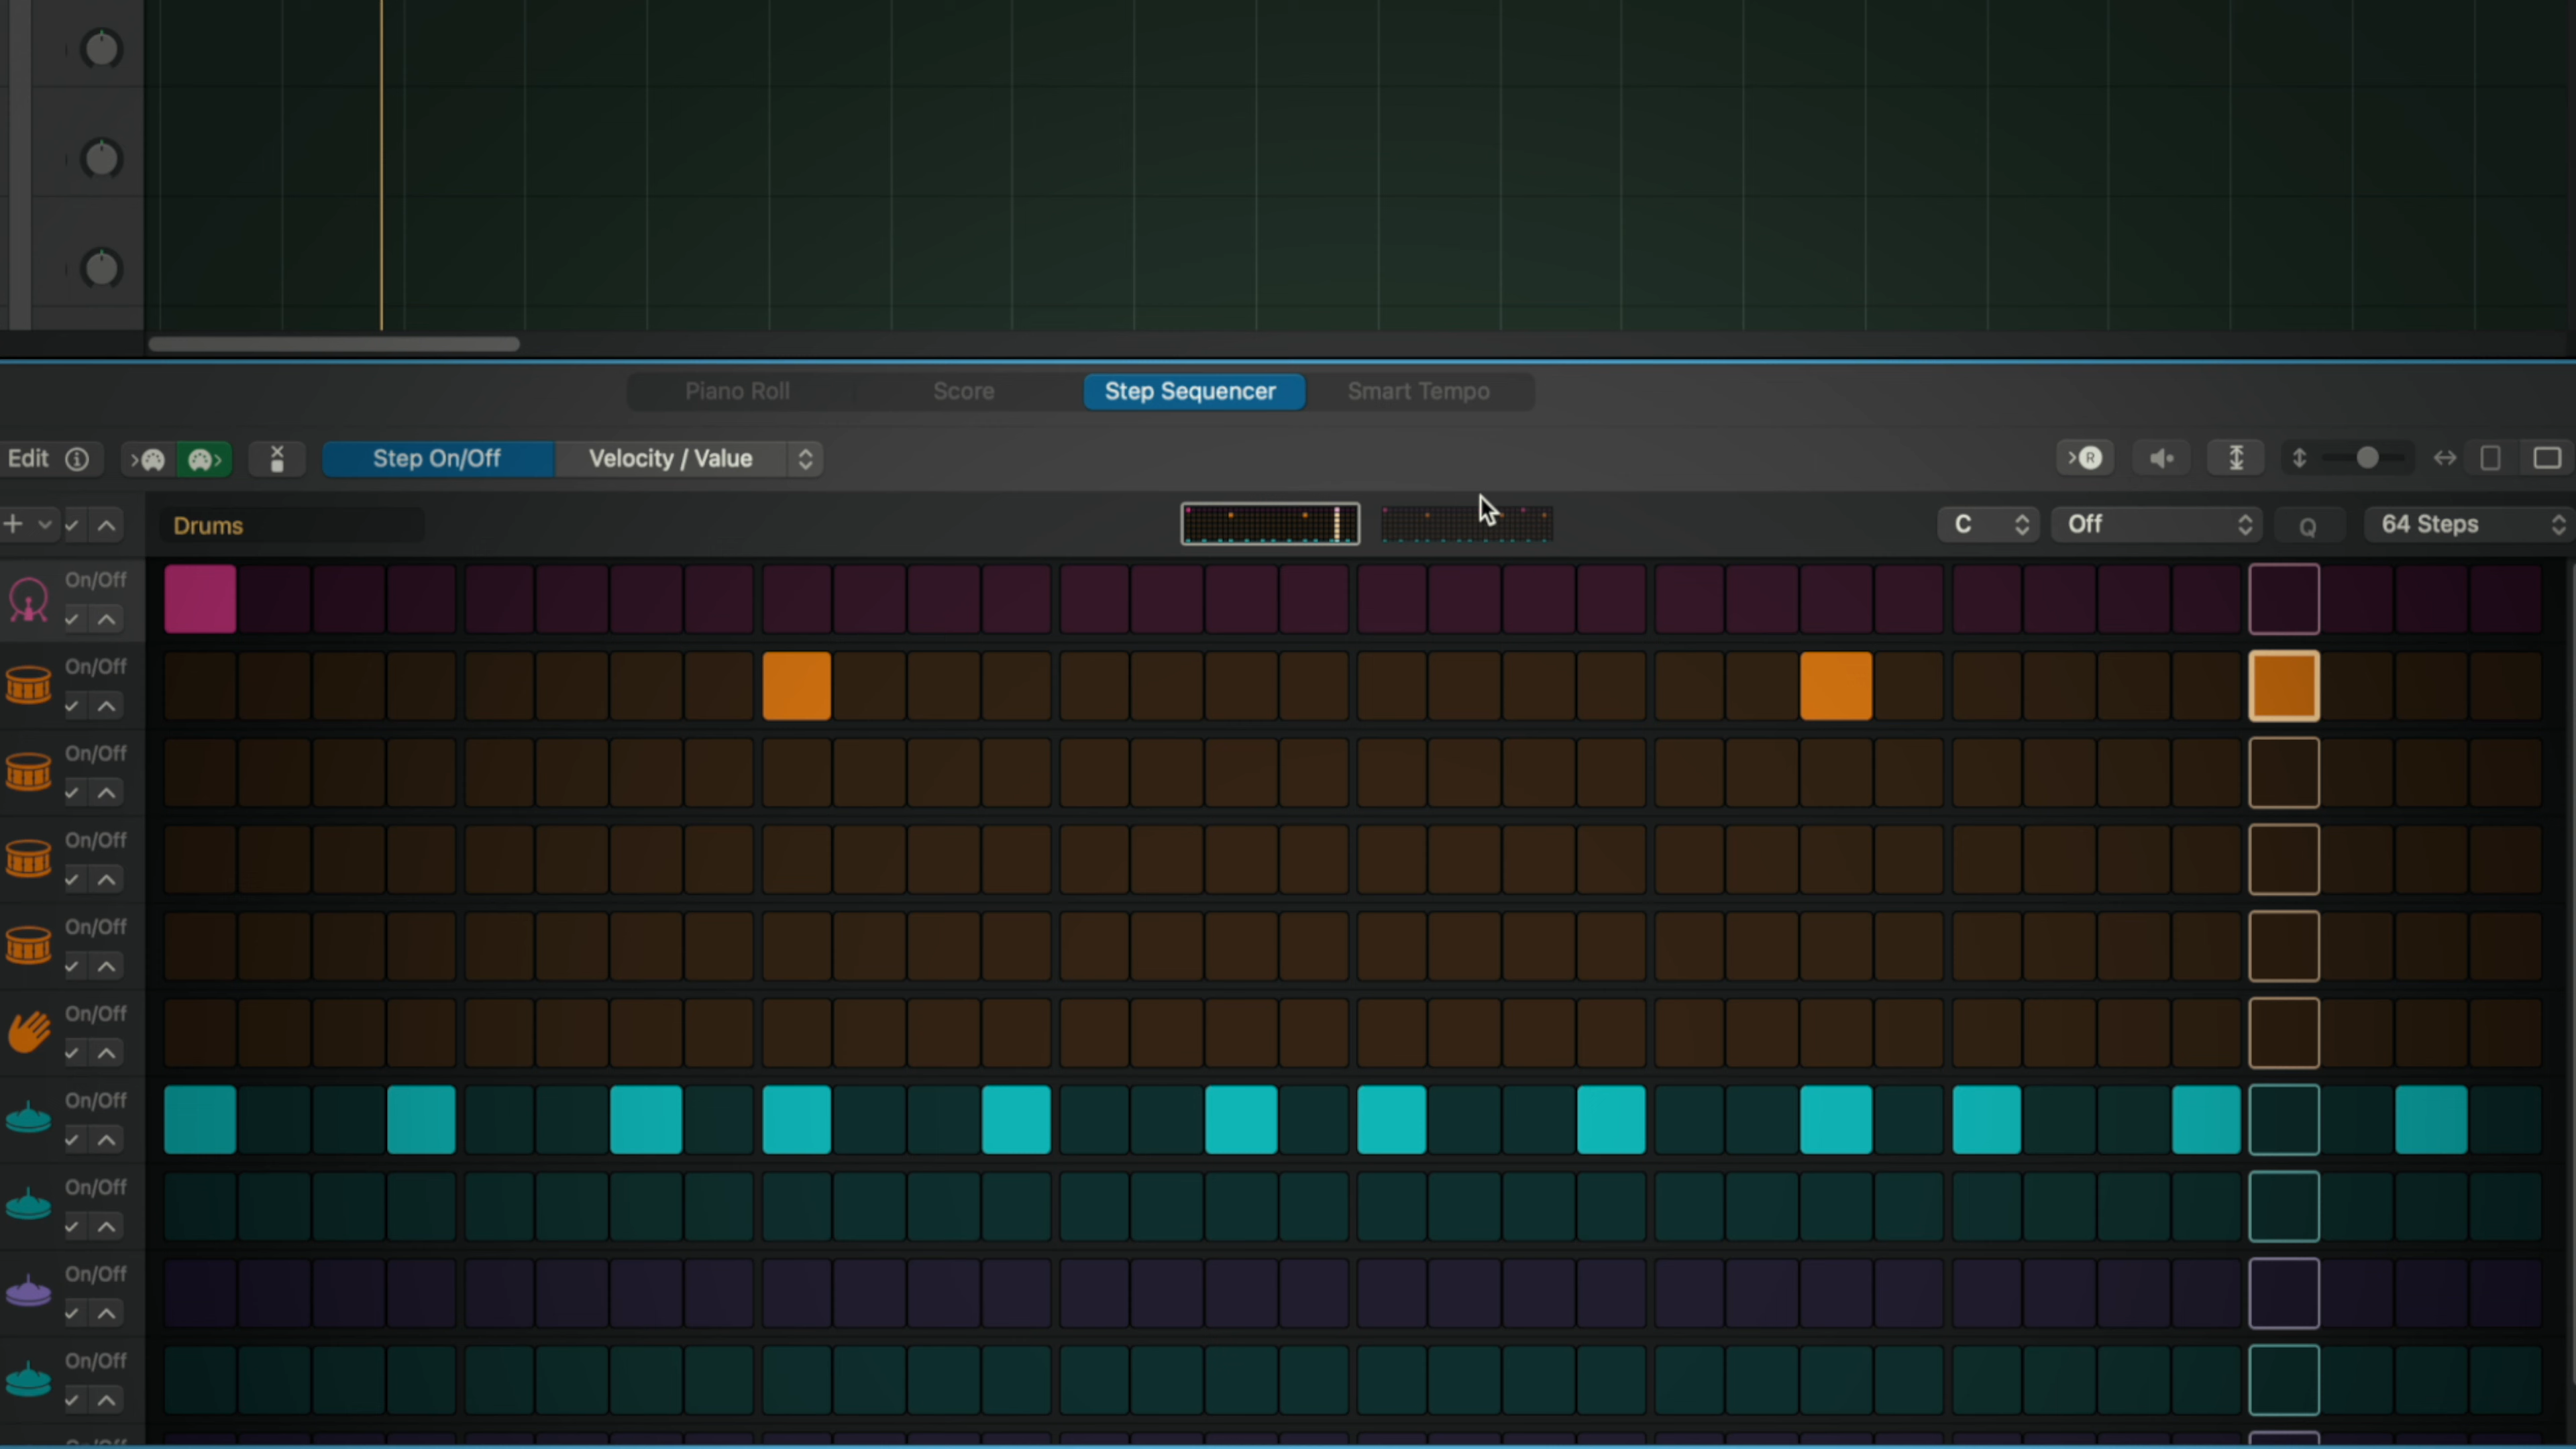 Piano Roll Score Step Sequencer Smart Tempo
Edit Step On/Off Velocity / Value R
Drums C Off Q 64 Steps
On/Off
On/Off
On/Off
On/Off
On/Off
On/Off
On/Off
On/Off
On/Off
On/Off